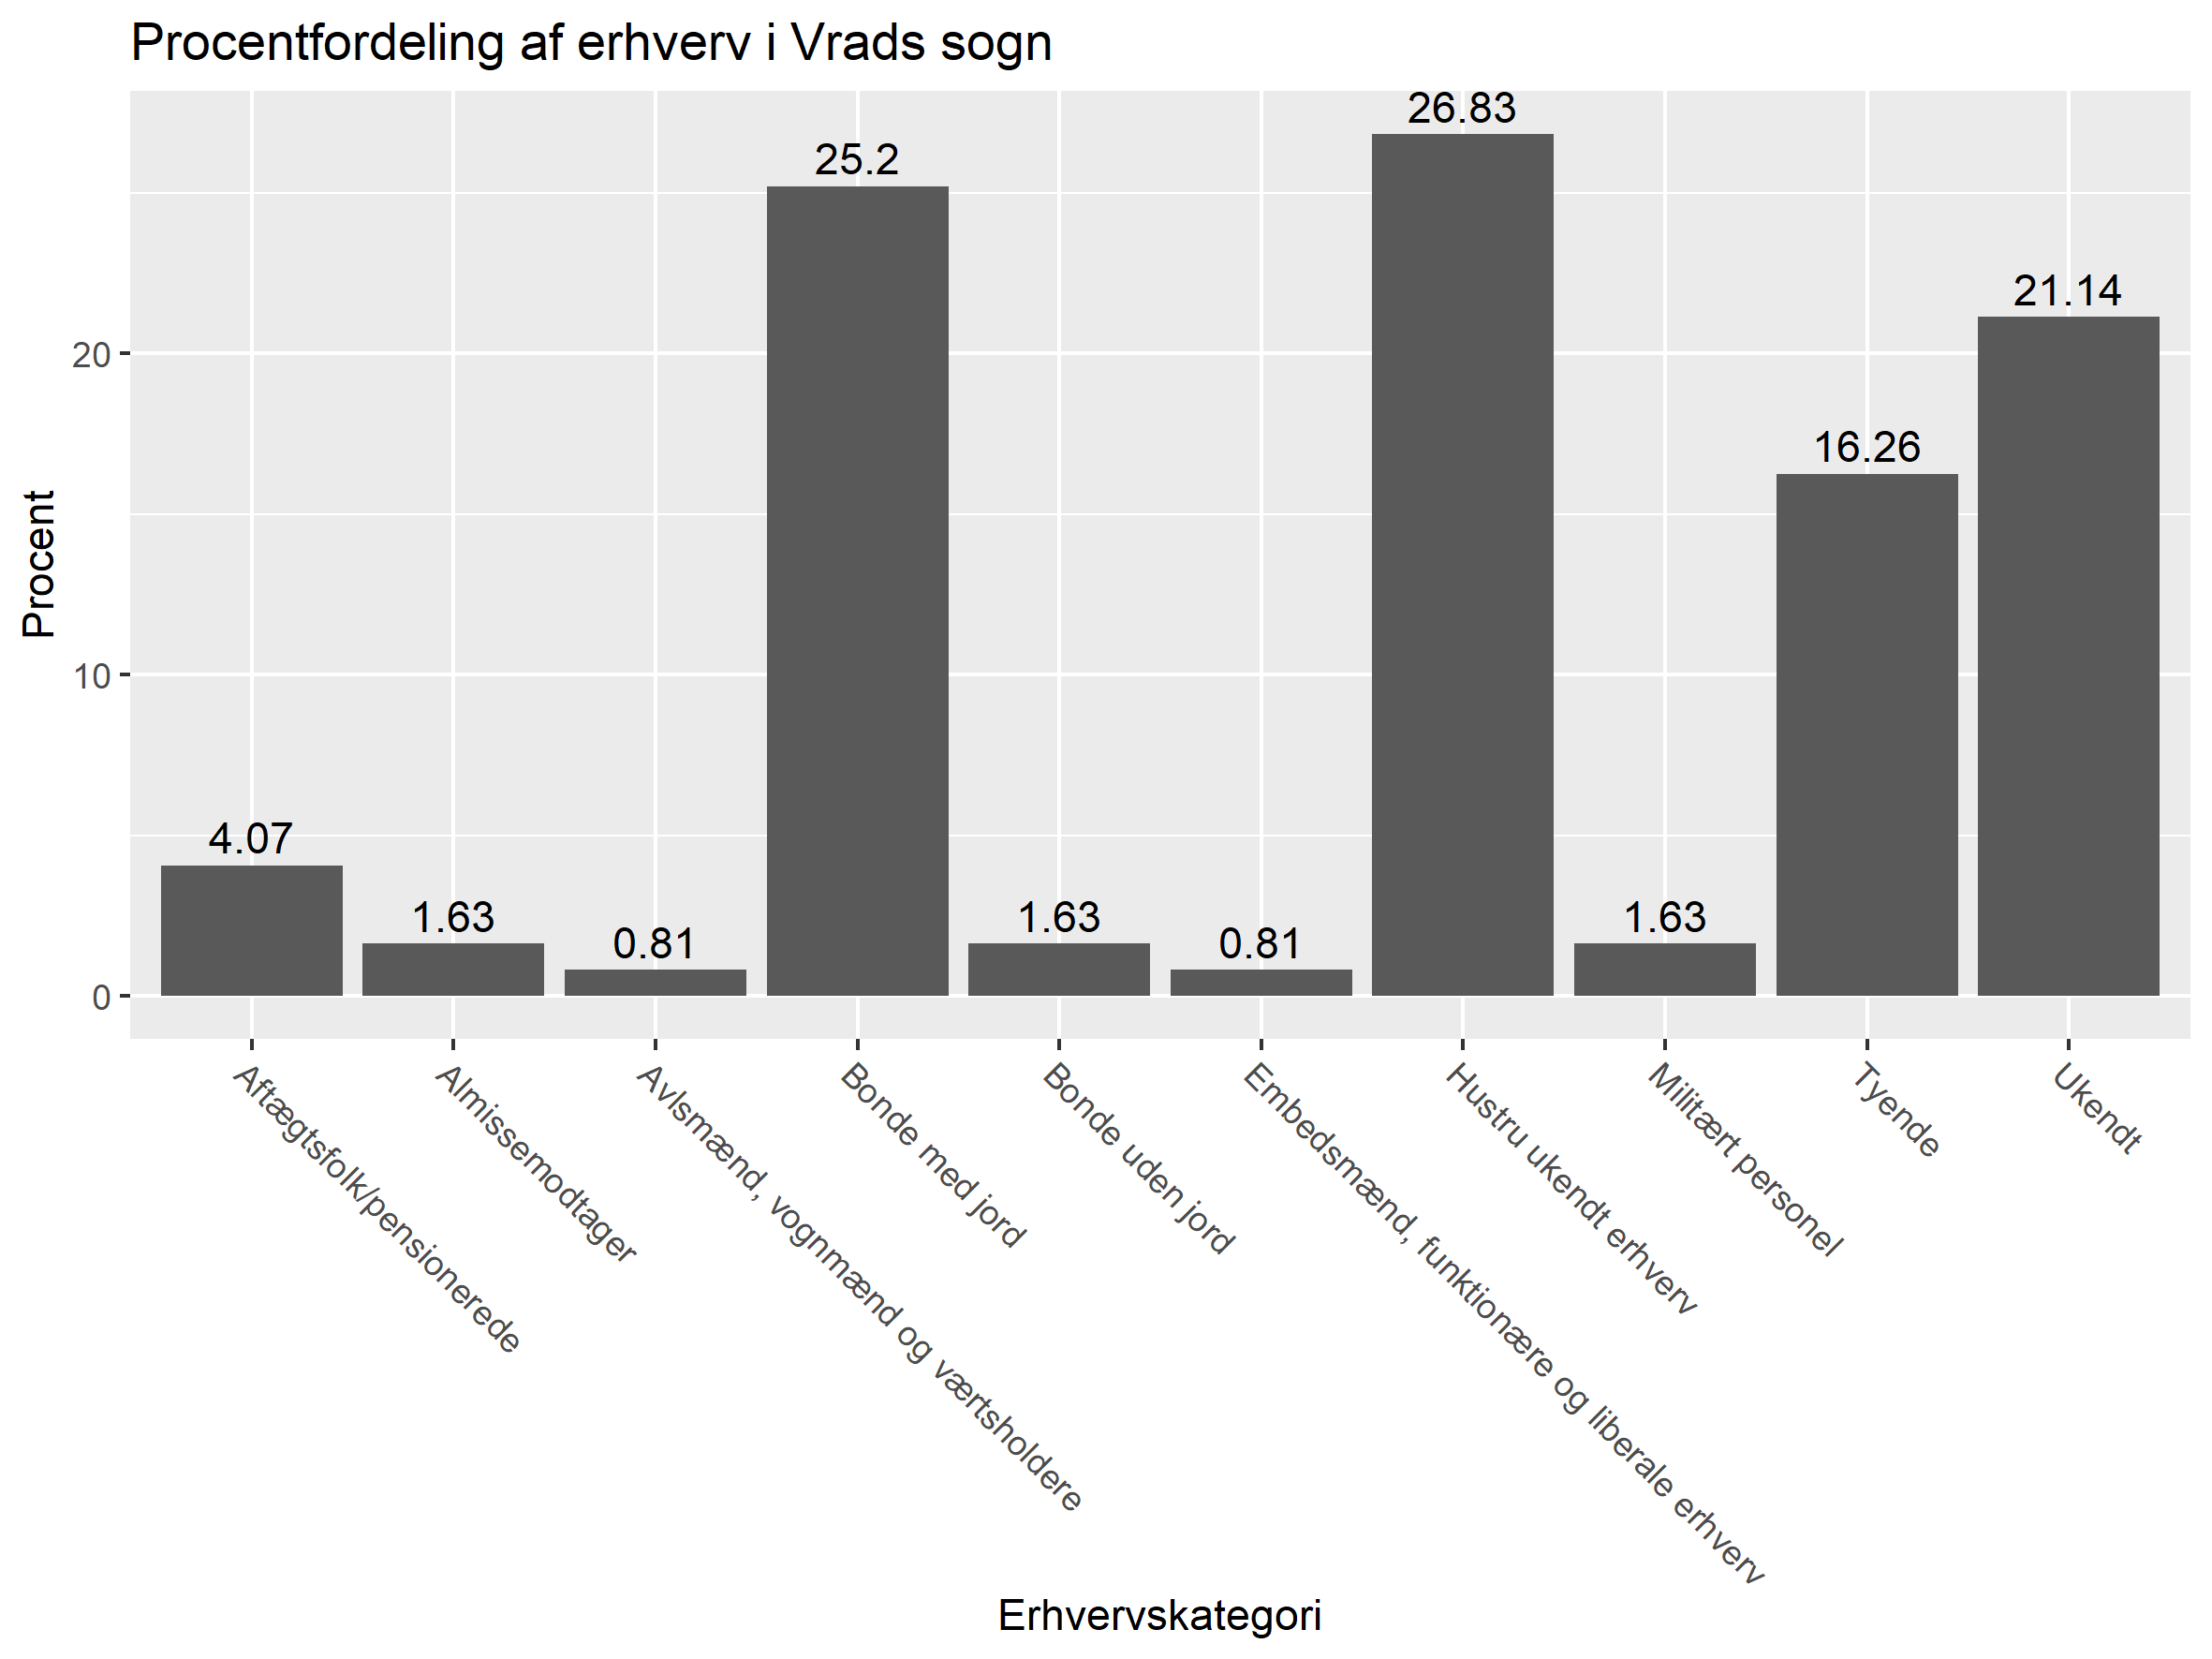 Procentfordeling af erhverv i Vrads sogn
26.83
25.2
21.14
16.26
4.07
1.63
0.81
1.63
0.81
1.63
Procent
20
10
0
Aftægtsfolk/pensionerede
Almissemodtager
Avlsmænd, vognmænd og værtsholdere
Bonde med jord
Bonde uden jord
Embedsmænd, funktionære og liberale erhverv
Hustru ukendt erhverv
Militært personel
Tyende
Ukendt
Erhvervskategori